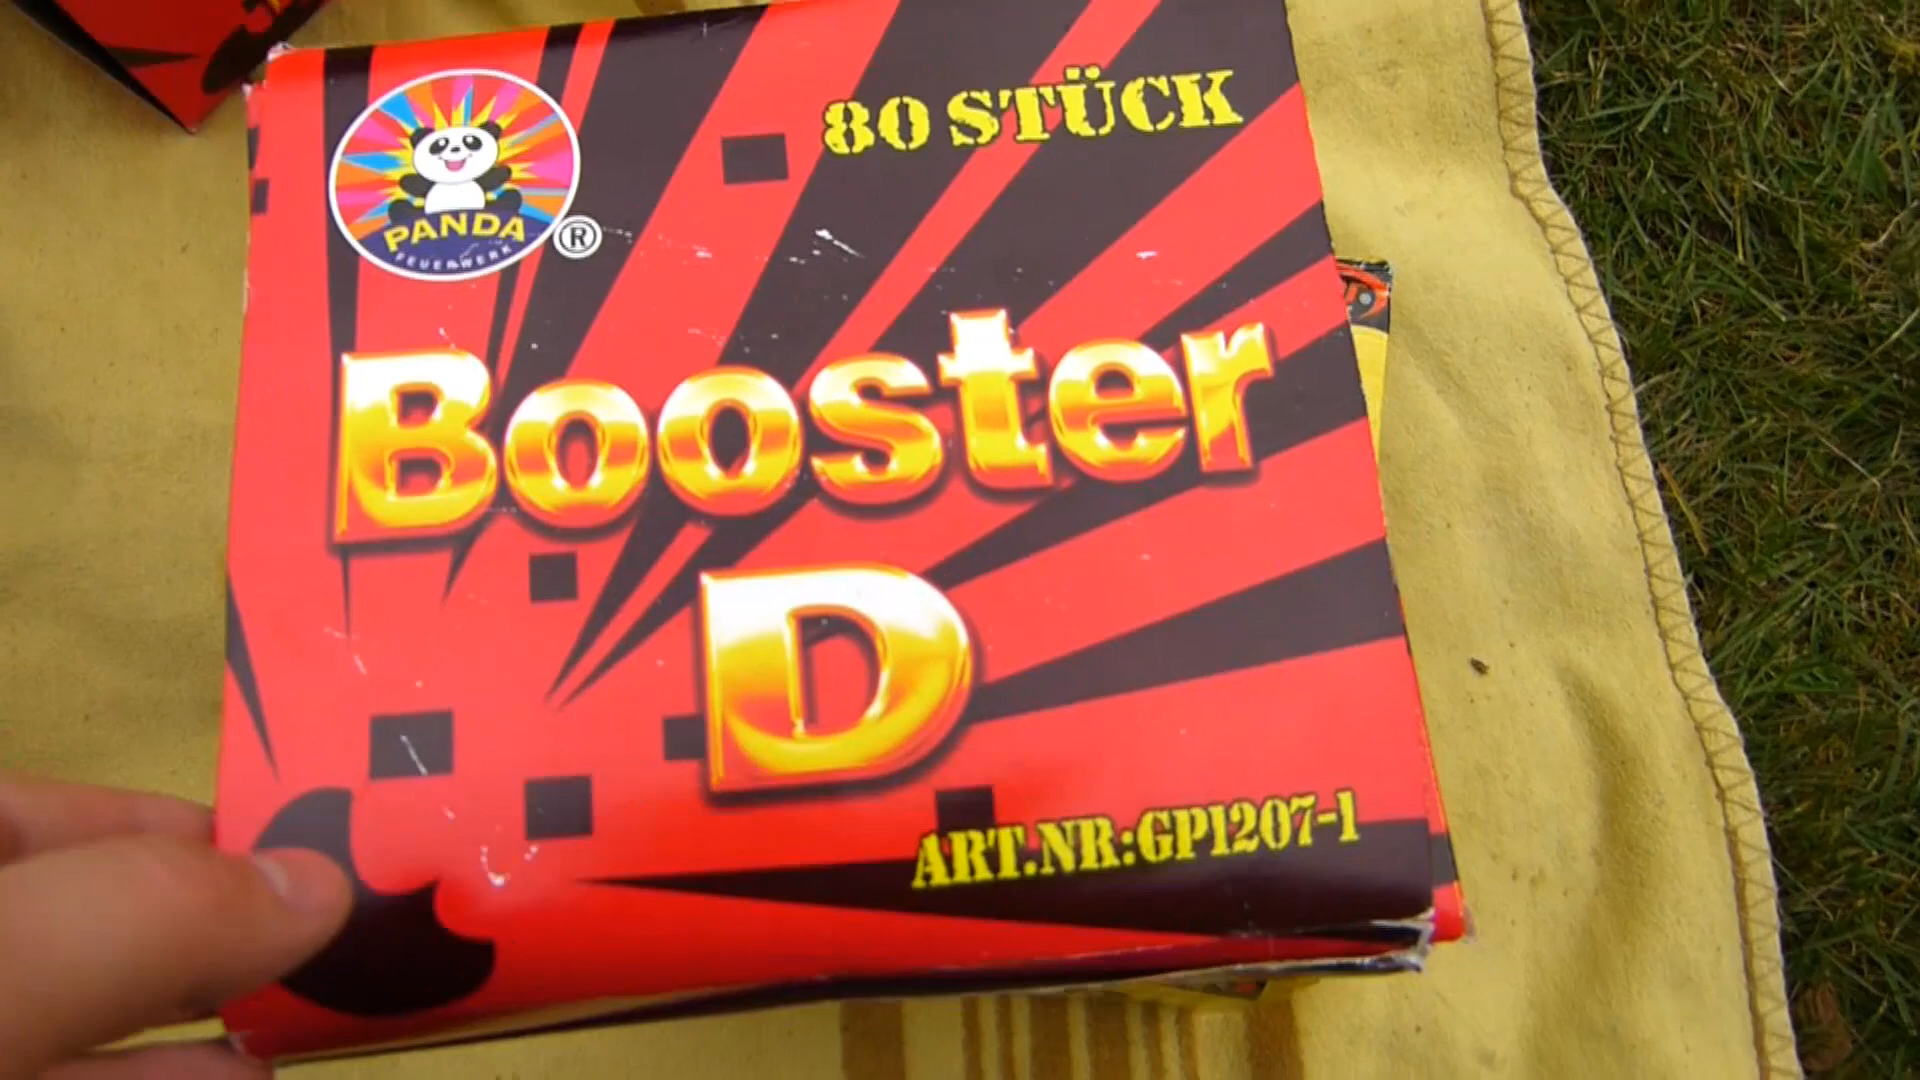 80 STÜCK
PANDA
FEUERWERK
®
Booster
D
ART.NR:GP1207-1